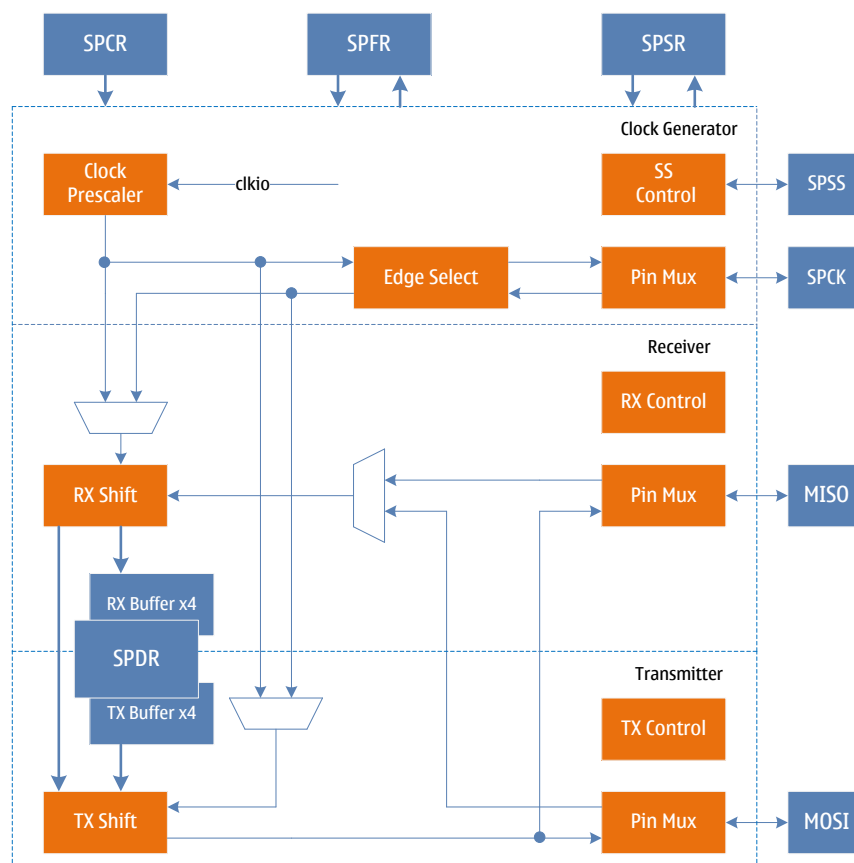 SPCR
SPFR
SPSR
Clock Generator
Clock
Prescaler
clkio
SS
Control
SPSS
Edge Select
Pin Mux
SPCK
Receiver
RX Control
RX Shift
Pin Mux
MISO
RX Buffer x4
SPDR
Transmitter
TX Buffer x4
TX Control
TX Shift
Pin Mux
MOSI